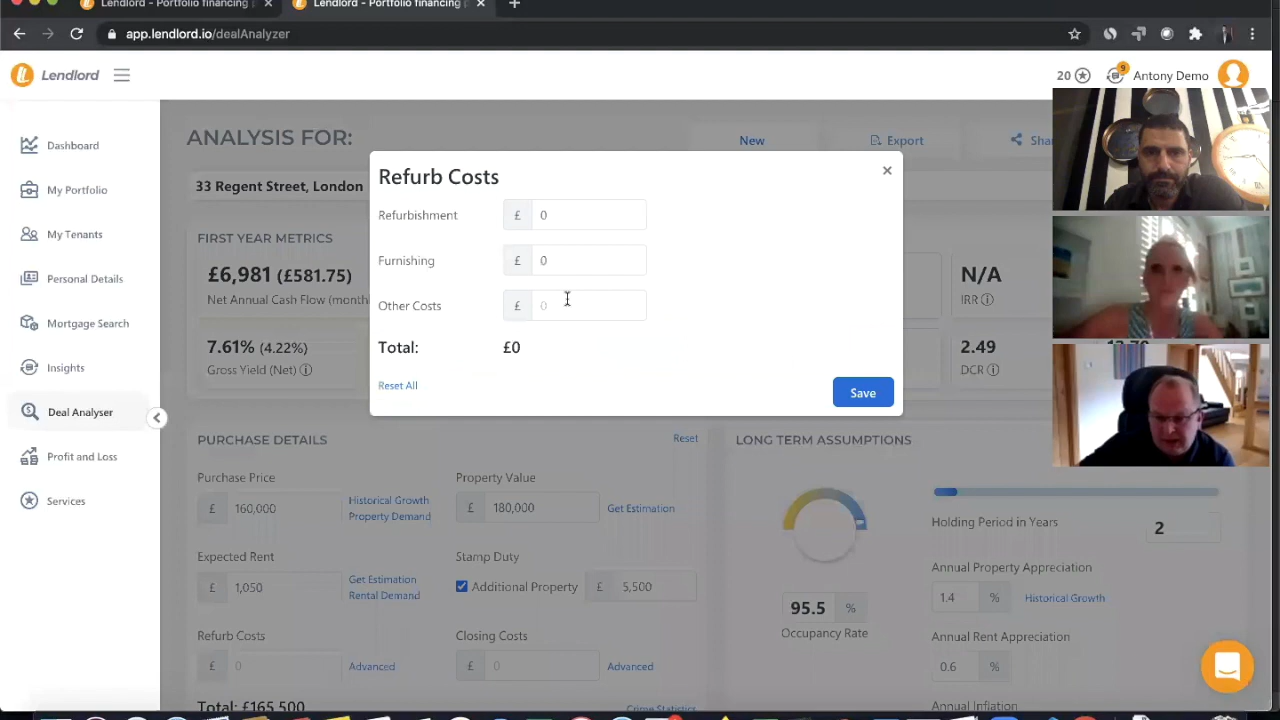 Lendlord - Portfolio financing
Lendlord - Portfolio financing
app.lendlord.io/dealAnalyzer
Lendlord
20
9
Antony Demo
Dashboard
My Portfolio
My Tenants
Personal Details
Mortgage Search
Insights
Deal Analyser
Profit and Loss
Services
ANALYSIS FOR:
New
Export
Shar
33 Regent Street, London
FIRST YEAR METRICS
£6,981 (£581.75)
Net Annual Cash Flow (month
7.61% (4.22%)
Gross Yield (Net)
N/A
IRR
2.49
DCR
Refurb Costs
×
Refurbishment £ 0
Furnishing £ 0
Other Costs £ 0
Total: £0
Reset All
Save
PURCHASE DETAILS
Reset
Purchase Price
£ 160,000
Historical Growth
Property Demand
Property Value
£ 180,000
Get Estimation
Expected Rent
£ 1,050
Get Estimation
Rental Demand
Stamp Duty
Additional Property £ 5,500
Refurb Costs
£ 0 Advanced
Closing Costs
£ 0 Advanced
Total: £165,500
Crime Statistics
LONG TERM ASSUMPTIONS
95.5 %
Occupancy Rate
Holding Period in Years 2
Annual Property Appreciation
1.4 % Historical Growth
Annual Rent Appreciation
0.6 %
Annual Inflation